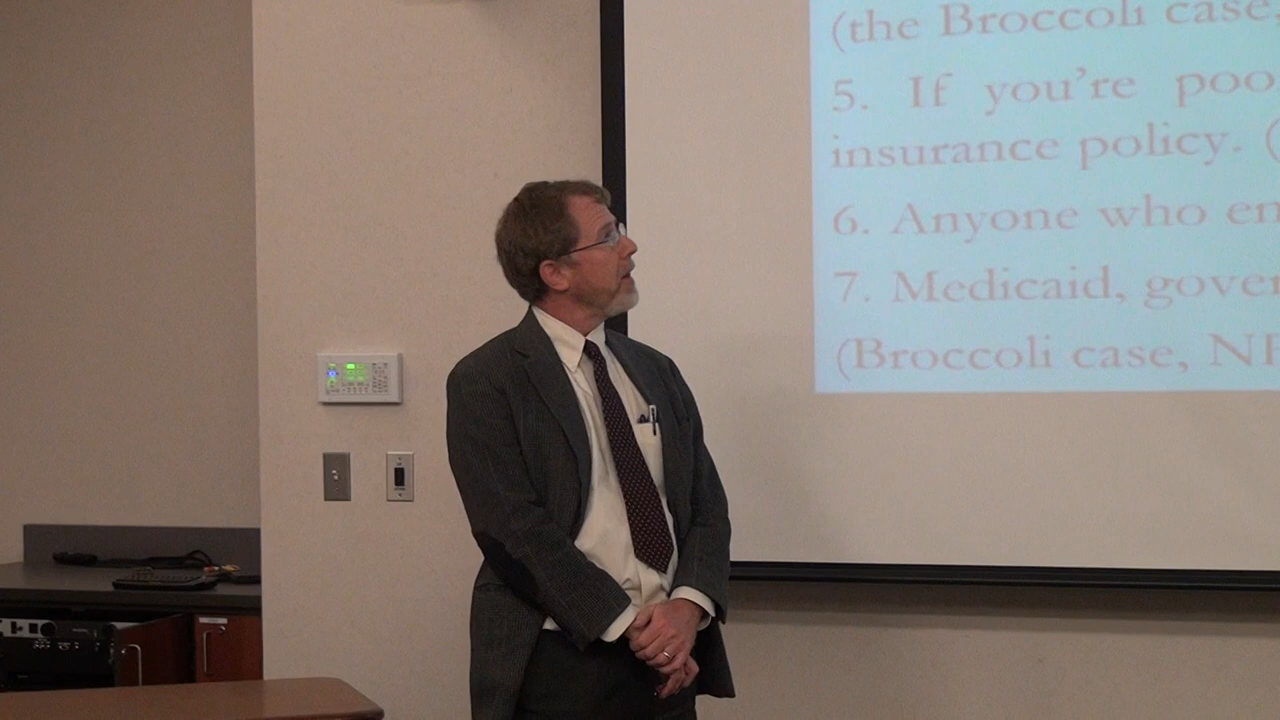 (the Broccoli case,
5. If you're poo
insurance policy. (
6. Anyone who en
7. Medicaid, gover
(Broccoli case, NF